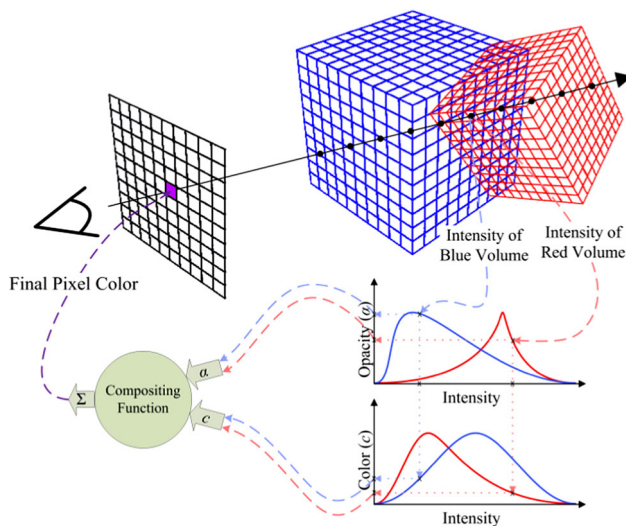 Intensity of
Blue Volume
Intensity of
Red Volume
Final Pixel Color
Opacity (α)
Intensity
α
Σ
Compositing
Function
c
Color (c)
Intensity